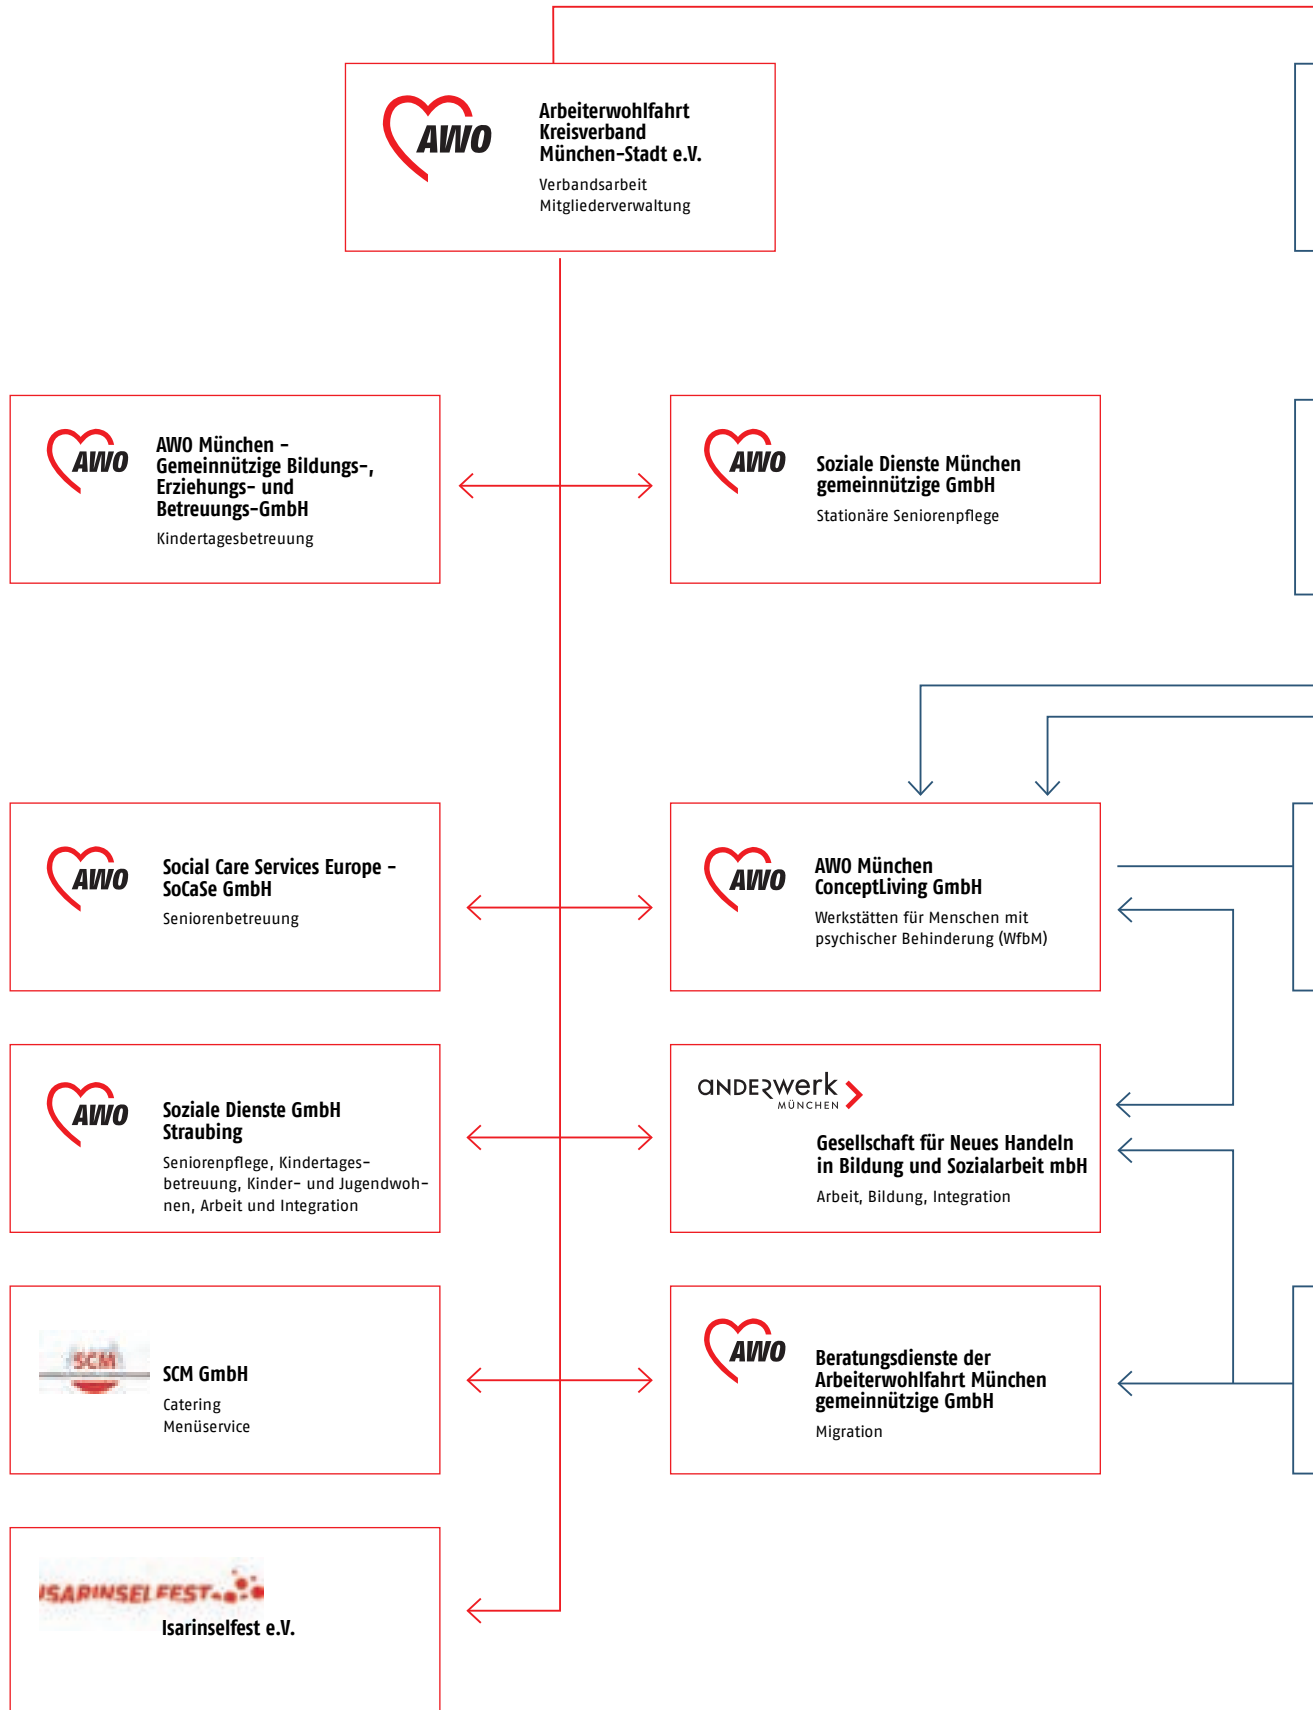 AWO
Arbeiterwohlfahrt
Kreisverband
München-Stadt e.V.
Verbandsarbeit
Mitgliederverwaltung
AWO
AWO München –
Gemeinnützige Bildungs-,
Erziehungs- und
Betreuungs-GmbH
Kindertagesbetreuung
AWO
Soziale Dienste München
gemeinnützige GmbH
Stationäre Seniorenpflege
AWO
Social Care Services Europe –
SoCaSe GmbH
Seniorenbetreuung
AWO
AWO München
ConceptLiving GmbH
Werkstätten für Menschen mit
psychischer Behinderung (WfbM)
AWO
Soziale Dienste GmbH
Straubing
Seniorenpflege, Kindertages-
betreuung, Kinder- und Jugendwoh-
nen, Arbeit und Integration
anderwerk
MÜNCHEN
Gesellschaft für Neues Handeln
in Bildung und Sozialarbeit mbH
Arbeit, Bildung, Integration
SCM
SCM GmbH
Catering
Menüservice
AWO
Beratungsdienste der
Arbeiterwohlfahrt München
gemeinnützige GmbH
Migration
ISARINSELFEST
Isarinselfest e.V.